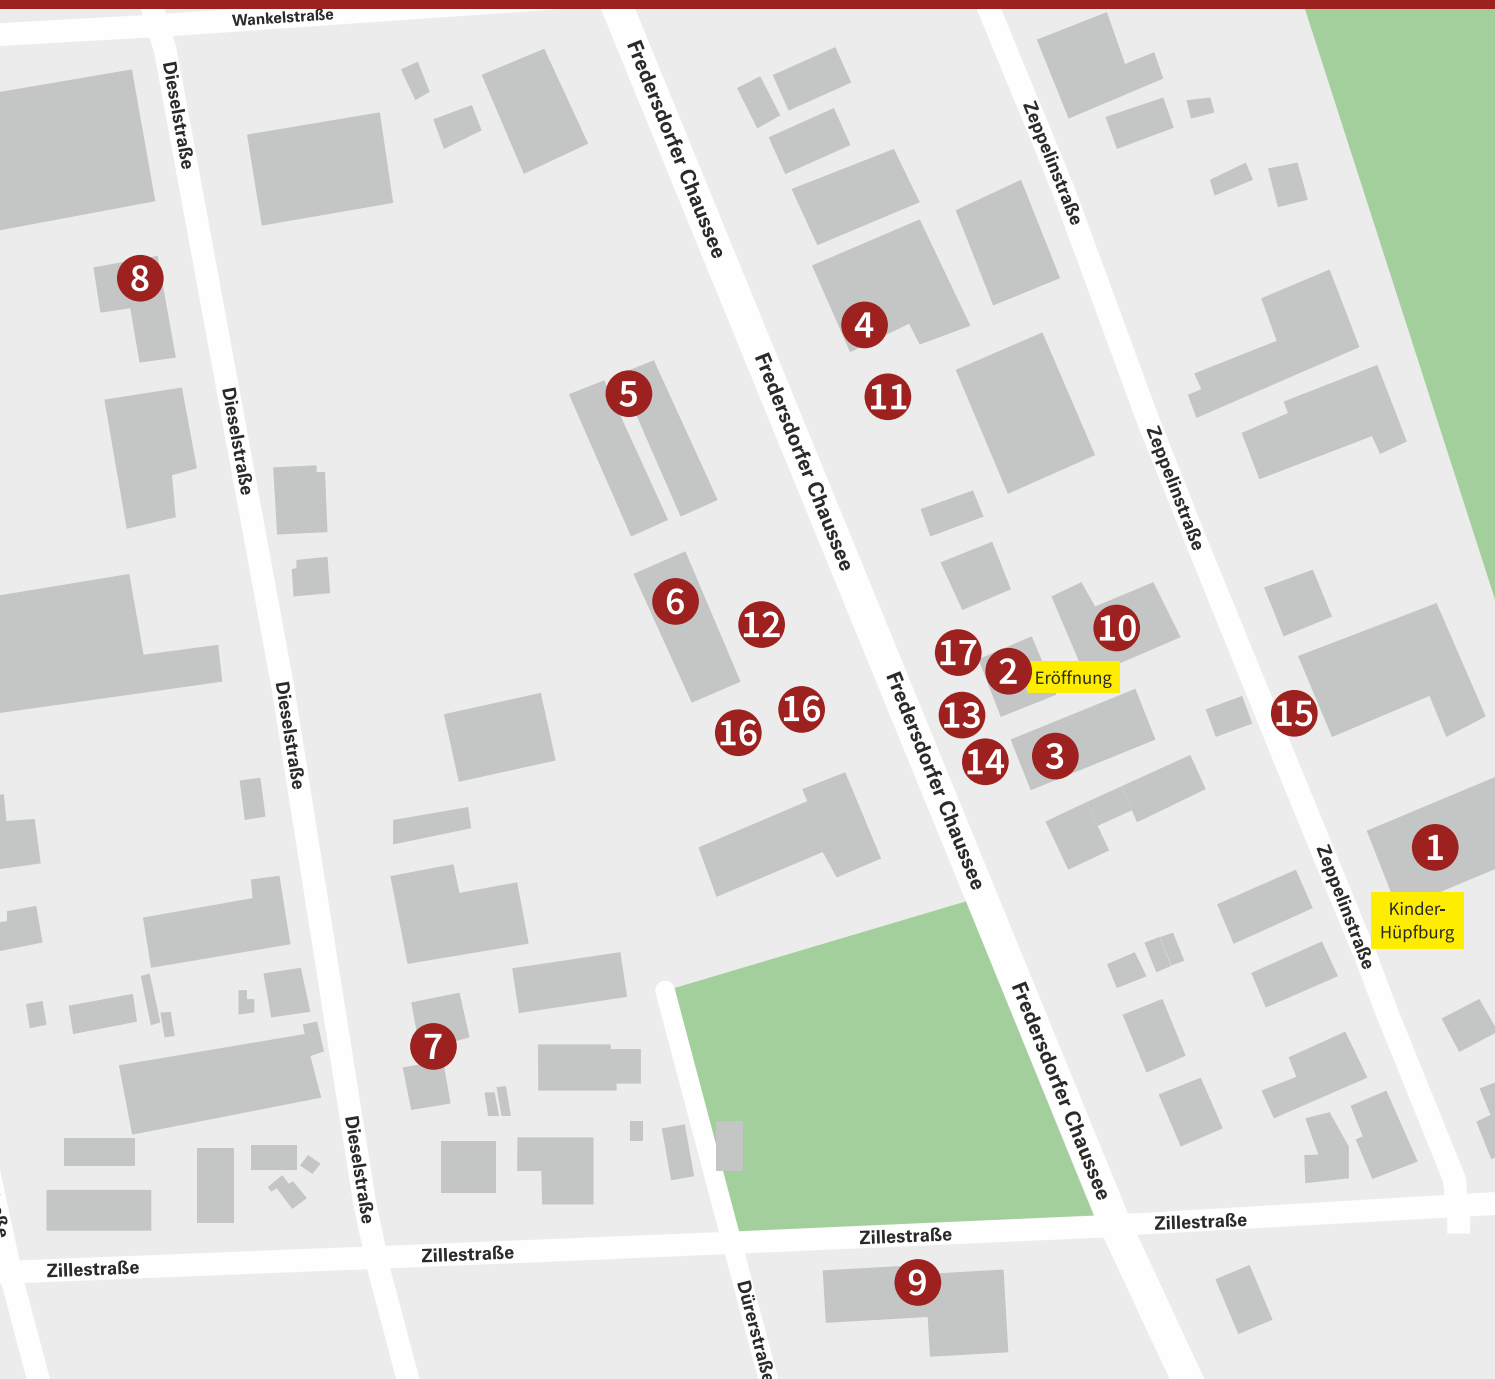 Wankelstraße
Dieselstraße
Fredersdorfer Chaussee
Zeppelinstraße
8
4
5
11
Fredersdorfer Chaussee
Dieselstraße
Zeppelinstraße
6
12
10
17
2
Eröffnung
16
16
13
15
14
3
Dieselstraße
Fredersdorfer Chaussee
1
Zeppelinstraße
Kinder-
Hüpfburg
7
Fredersdorfer Chaussee
Dieselstraße
ße
Zillestraße
Zillestraße
Zillestraße
Zillestraße
9
Dürerstraße